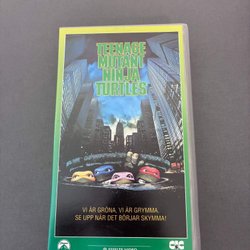 TEENAGE
MUTANT
NINJA
TURTLES
VI ÄR GRÖNA, VI ÄR GRYMMA.
SE UPP NÄR DET BÖRJAR SKYMMA!